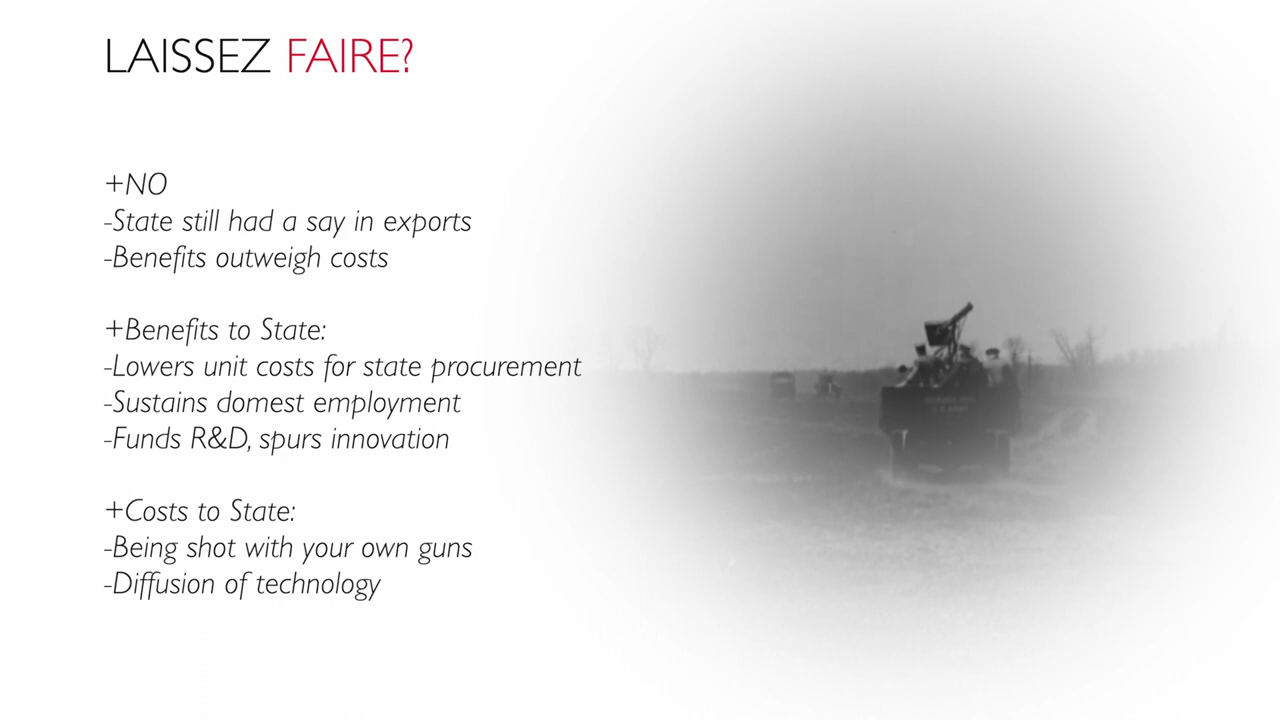 LAISSEZ FAIRE?
+NO
-State still had a say in exports
-Benefits outweigh costs
+Benefits to State:
-Lowers unit costs for state procurement
-Sustains domest employment
-Funds R&D, spurs innovation
+Costs to State:
-Being shot with your own guns
-Diffusion of technology